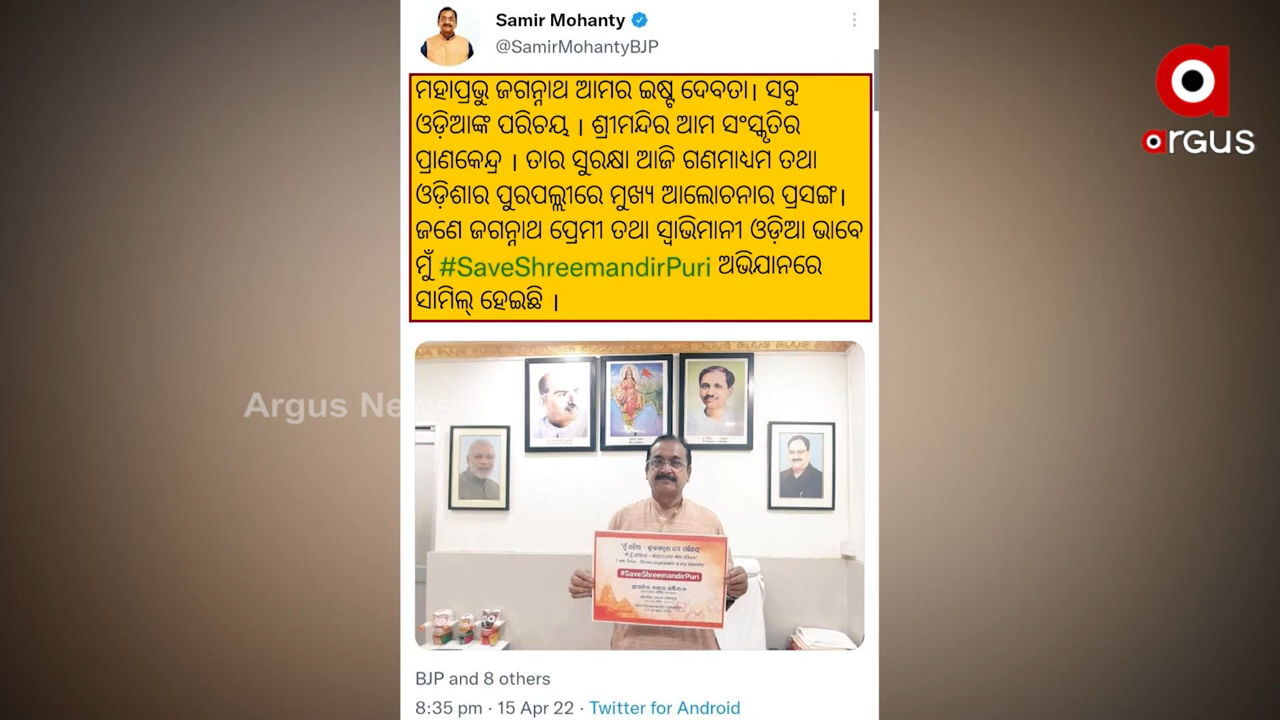 Samir Mohanty
@SamirMohantyBJP
ମହାପ୍ରଭୁ ଜଗନ୍ନାଥ ଆମର ଇଷ୍ଟ ଦେବତା। ସବୁ
ଓଡ଼ିଆଙ୍କ ପରିଚୟ । ଶ୍ରୀମନ୍ଦିର ଆମ ସଂସ୍କୃତିର
ପ୍ରାଣକେନ୍ଦ୍ର । ତାର ସୁରକ୍ଷା ଆଜି ଗଣମାଧ୍ୟମ ତଥା
ଓଡ଼ିଶାର ପୁରପଲ୍ଲୀରେ ମୁଖ୍ୟ ଆଲୋଚନାର ପ୍ରସଙ୍ଗ।
ଜଣେ ଜଗନ୍ନାଥ ପ୍ରେମୀ ତଥା ସ୍ୱାଭିମାନୀ ଓଡ଼ିଆ ଭାବେ
ମୁଁ #SaveShreemandirPuri ଅଭିଯାନରେ
ସାମିଲ୍ ହେଇଛି ।
argus
Argus News
#SaveShreemandirPuri
BJP and 8 others
8:35 pm · 15 Apr 22 · Twitter for Android